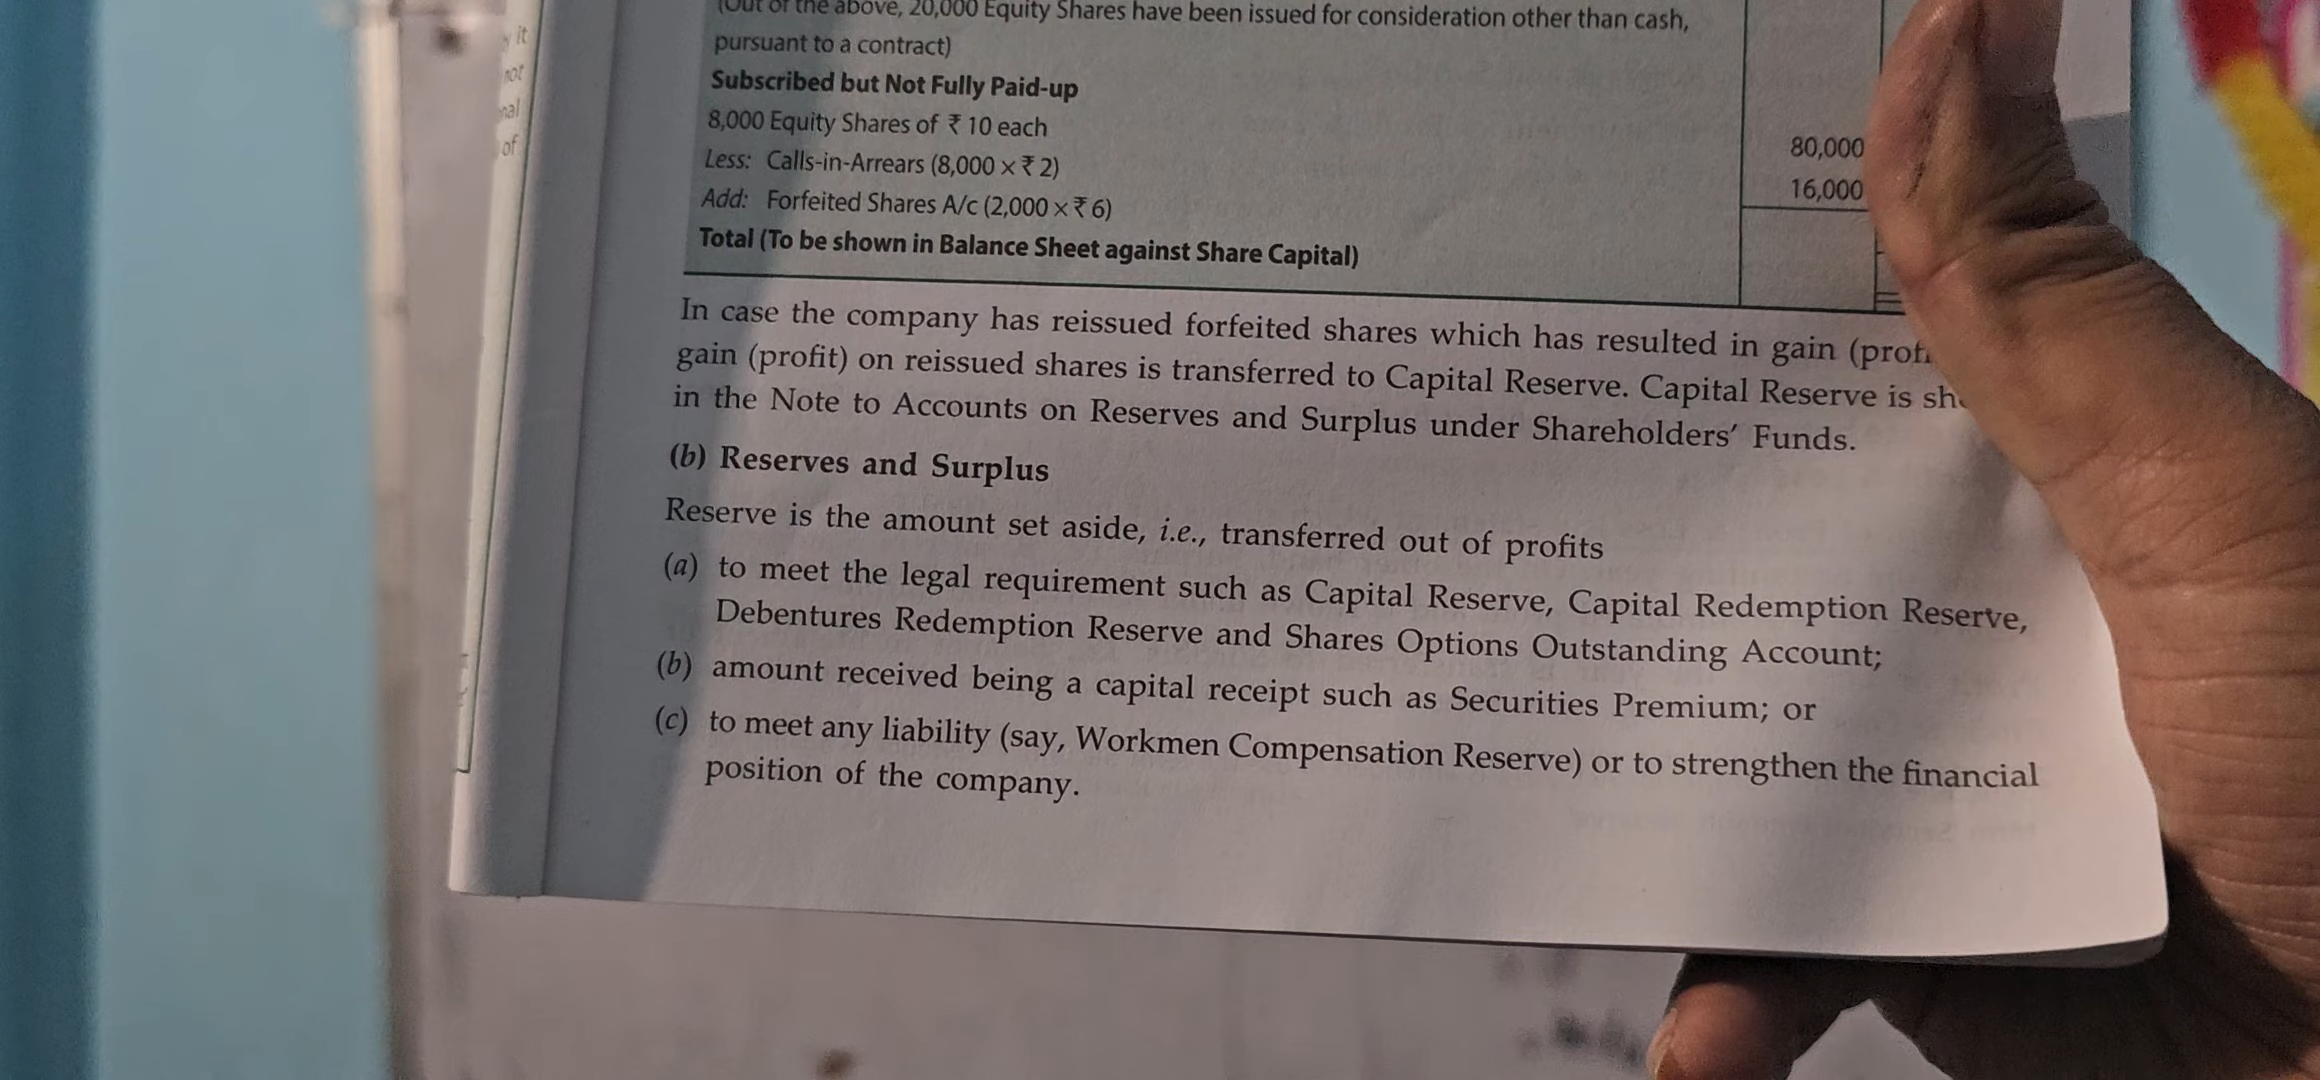 it
not
nal
of
(Out of the above, 20,000 Equity Shares have been issued for consideration other than cash,
pursuant to a contract)
Subscribed but Not Fully Paid-up
8,000 Equity Shares of ₹ 10 each 80,000
Less: Calls-in-Arrears (8,000 × ₹ 2) 16,000
Add: Forfeited Shares A/c (2,000 × ₹ 6)
Total (To be shown in Balance Sheet against Share Capital)
In case the company has reissued forfeited shares which has resulted in gain
gain (profit) on reissued shares is transferred to Capital Reserve. Capital Reserve is
in the Note to Accounts on Reserves and Surplus under Shareholders' Funds.
(b) Reserves and Surplus
Reserve is the amount set aside, i.e., transferred out of profits
(a) to meet the legal requirement such as Capital Reserve, Capital Redemption Reserve,
Debentures Redemption Reserve and Shares Options Outstanding Account;
(b) amount received being a capital receipt such as Securities Premium; or
(c) to meet any liability (say, Workmen Compensation Reserve) or to strengthen the financial
position of the company.